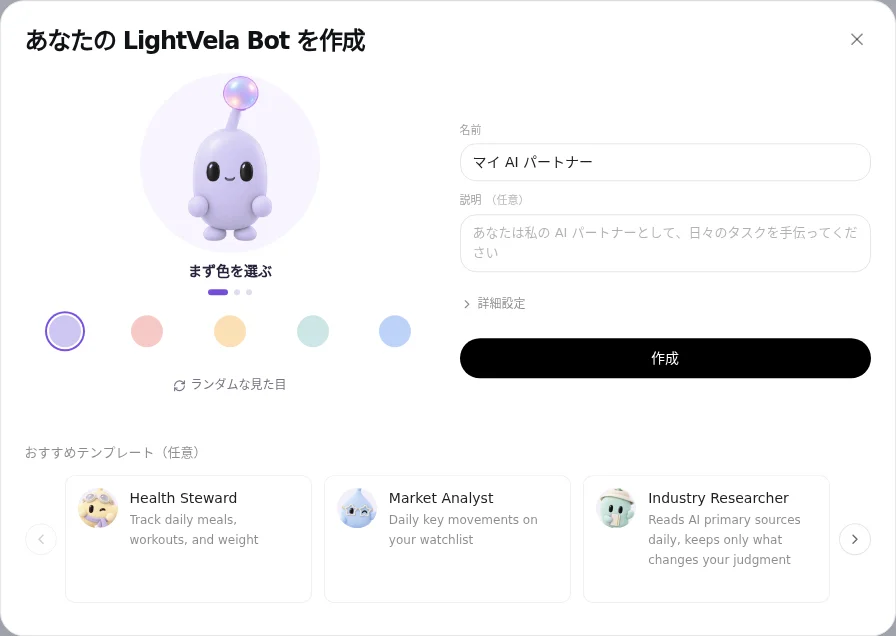 あなたの LightVela Bot を作成
まず色を選ぶ
ランダムな見た目
名前
マイ AI パートナー
説明 （任意）
あなたは私の AI パートナーとして、日々のタスクを手伝ってくだ
さい
詳細設定
作成
おすすめテンプレート（任意）
Health Steward
Track daily meals,
workouts, and weight
Market Analyst
Daily key movements on
your watchlist
Industry Researcher
Reads AI primary sources
daily, keeps only what
changes your judgment